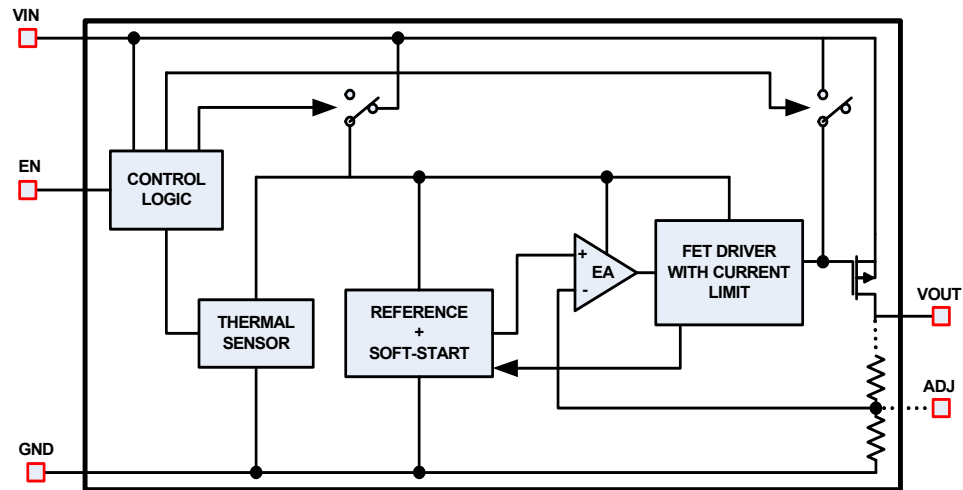 VIN
EN
CONTROL
LOGIC
+
EA
-
FET DRIVER
WITH CURRENT
LIMIT
VOUT
THERMAL
SENSOR
REFERENCE
+
SOFT-START
ADJ
GND